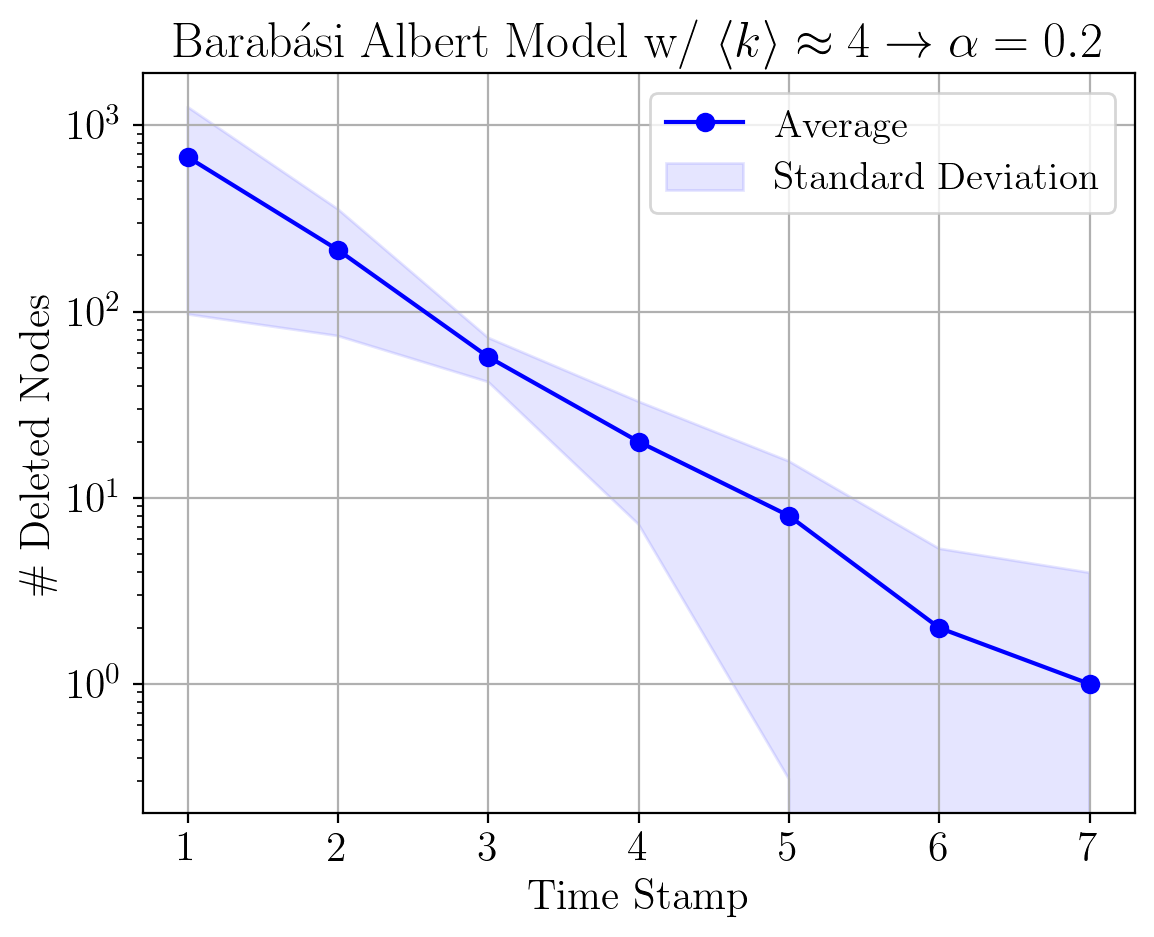 Barabási Albert Model w/ ⟨k⟩ ≈ 4 → α = 0.2
Average
Standard Deviation
# Deleted Nodes
10³
10²
10¹
10⁰
1 2 3 4 5 6 7
Time Stamp